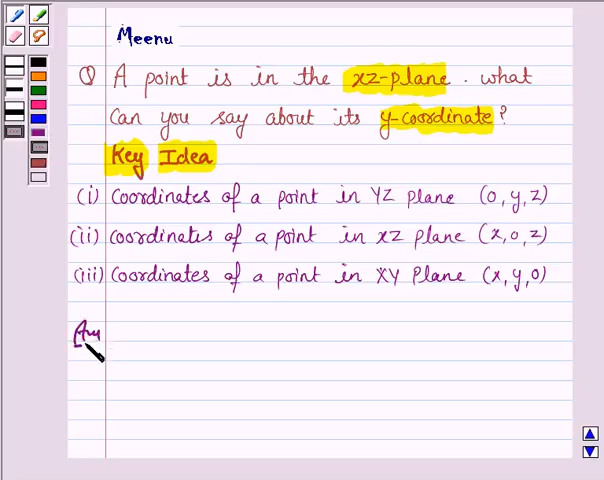 Meenu
Q A point is in the xz-plane . what
can you say about its y-coordinate?
Key Idea
(i) Coordinates of a point in YZ plane (0, y, z)
(ii) Coordinates of a point in XZ plane (x, 0, z)
(iii) Coordinates of a point in XY Plane (x, y, 0)
Ans